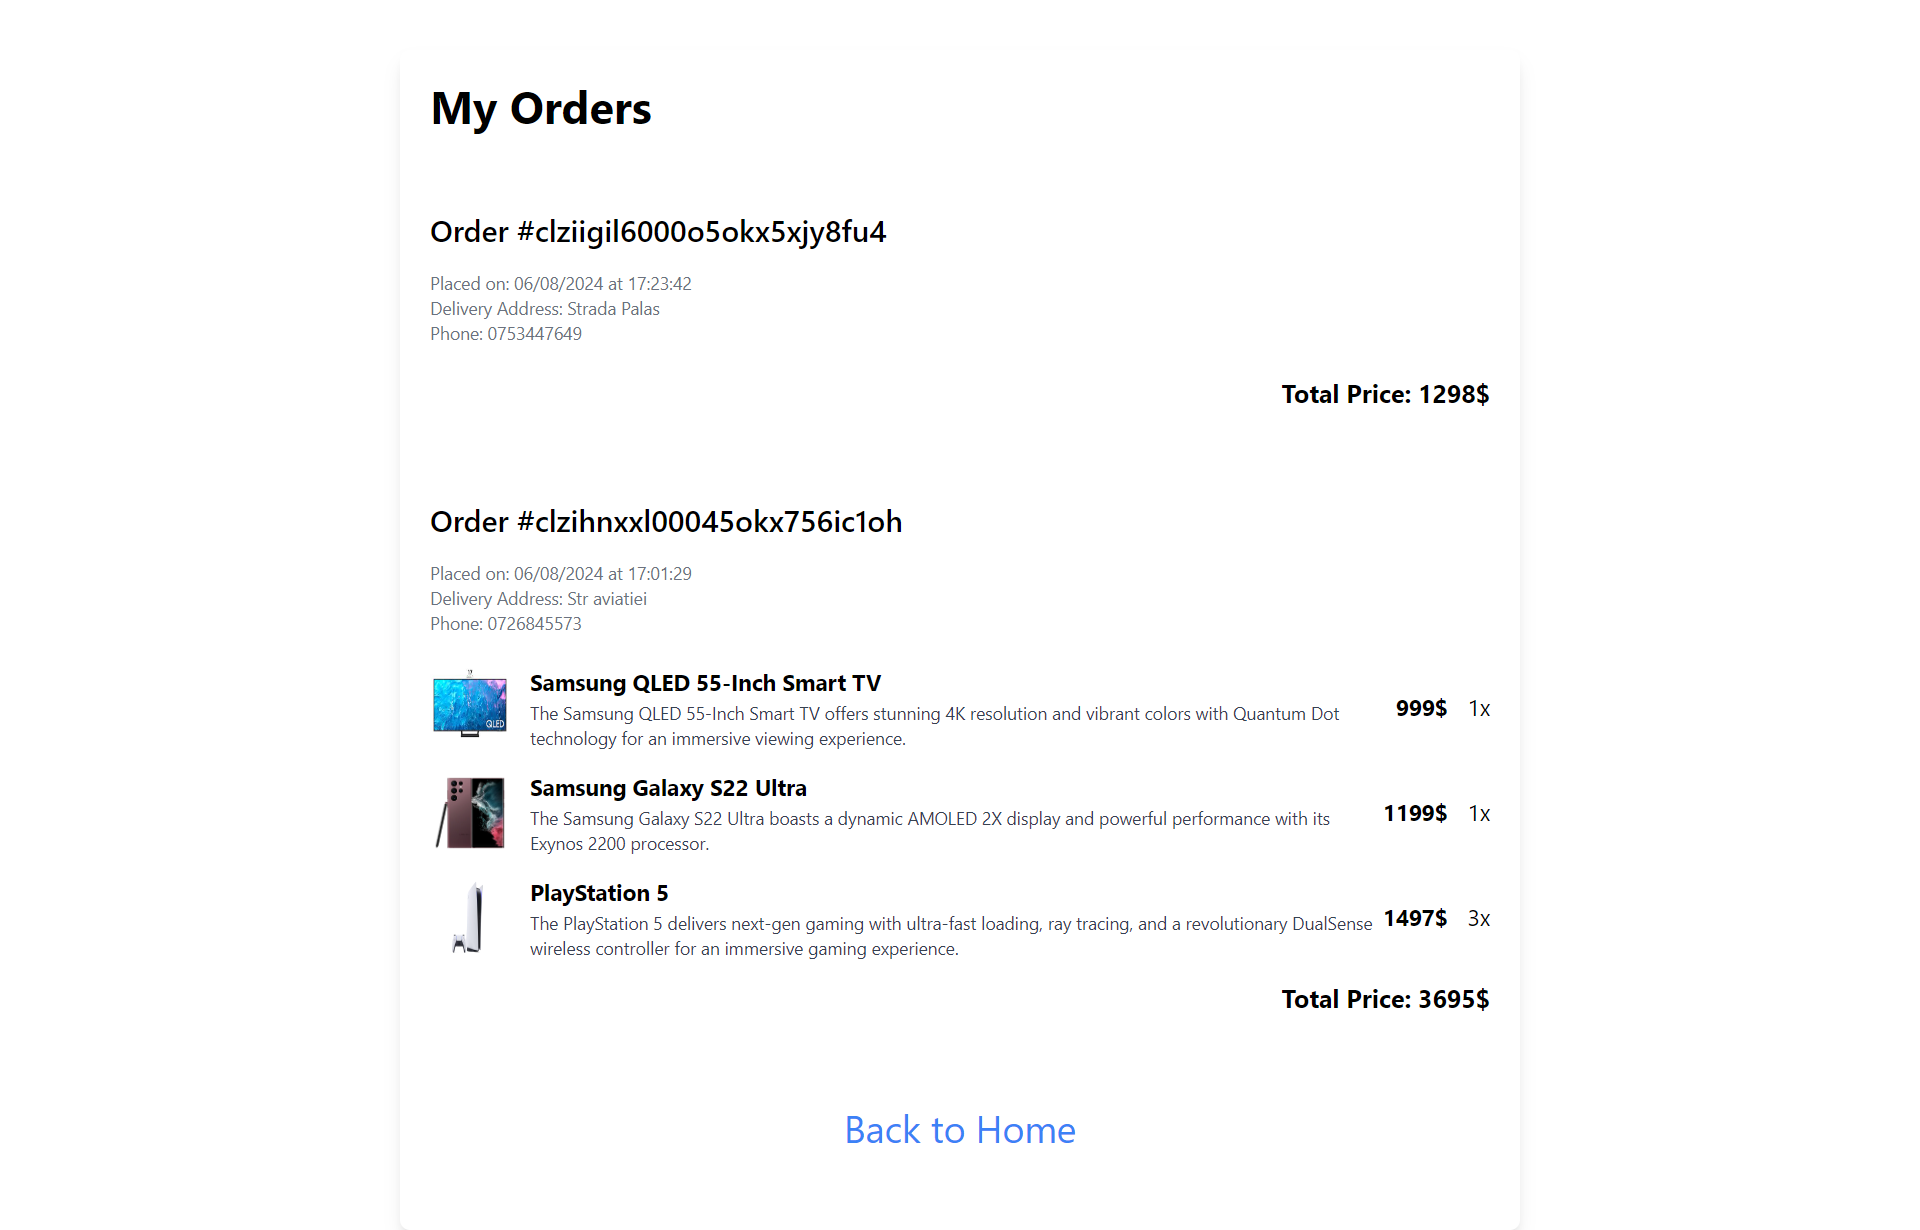 My Orders
Order #clziigil6000o5okx5xjy8fu4
Placed on: 06/08/2024 at 17:23:42
Delivery Address: Strada Palas
Phone: 0753447649
Total Price: 1298$
Order #clzihnxxl00045okx756ic1oh
Placed on: 06/08/2024 at 17:01:29
Delivery Address: Str aviatiei
Phone: 0726845573
QLED
Samsung QLED 55-Inch Smart TV
The Samsung QLED 55-Inch Smart TV offers stunning 4K resolution and vibrant colors with Quantum Dot
technology for an immersive viewing experience.
999$ 1x
Samsung Galaxy S22 Ultra
The Samsung Galaxy S22 Ultra boasts a dynamic AMOLED 2X display and powerful performance with its
Exynos 2200 processor.
1199$ 1x
PlayStation 5
The PlayStation 5 delivers next-gen gaming with ultra-fast loading, ray tracing, and a revolutionary DualSense
wireless controller for an immersive gaming experience.
1497$ 3x
Total Price: 3695$
Back to Home